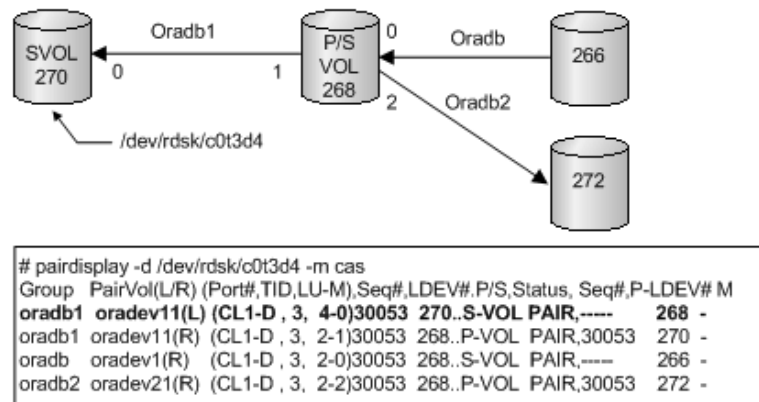 Oradb1
SVOL
270
0
1
P/S
VOL
268
0
2
Oradb
Oradb2
266
272
/dev/rdsk/c0t3d4
# pairdisplay -d /dev/rdsk/c0t3d4 -m cas
Group PairVol(L/R) (Port#,TID,LU-M),Seq#,LDEV#.P/S,Status, Seq#,P-LDEV# M
oradb1 oradev11(L) (CL1-D , 3, 4-0)30053 270..S-VOL PAIR,----- 268 -
oradb1 oradev11(R) (CL1-D , 3, 2-1)30053 268..P-VOL PAIR,30053 270 -
oradb oradev1(R) (CL1-D , 3, 2-0)30053 268..S-VOL PAIR,----- 266 -
oradb2 oradev21(R) (CL1-D , 3, 2-2)30053 268..P-VOL PAIR,30053 272 -